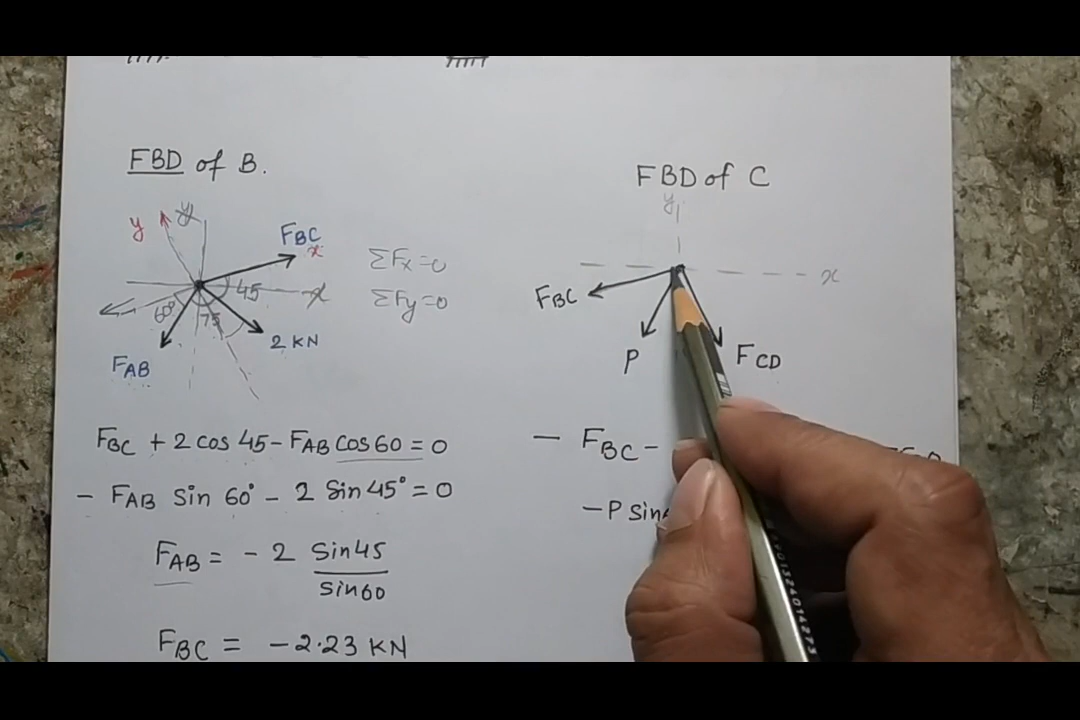 FBD of B.
y
y
FBC
x
45
x
60°
75
2 KN
FAB
ΣFx=0
ΣFy=0
FBC + 2 cos 45 - FAB cos 60 = 0
- FAB Sin 60° - 2 Sin 45° = 0
FAB = - 2 Sin45
sin60
FBC = -2.23 KN
FBD of C
y
x
FBC
P
FCD
- FBC -
- P sin